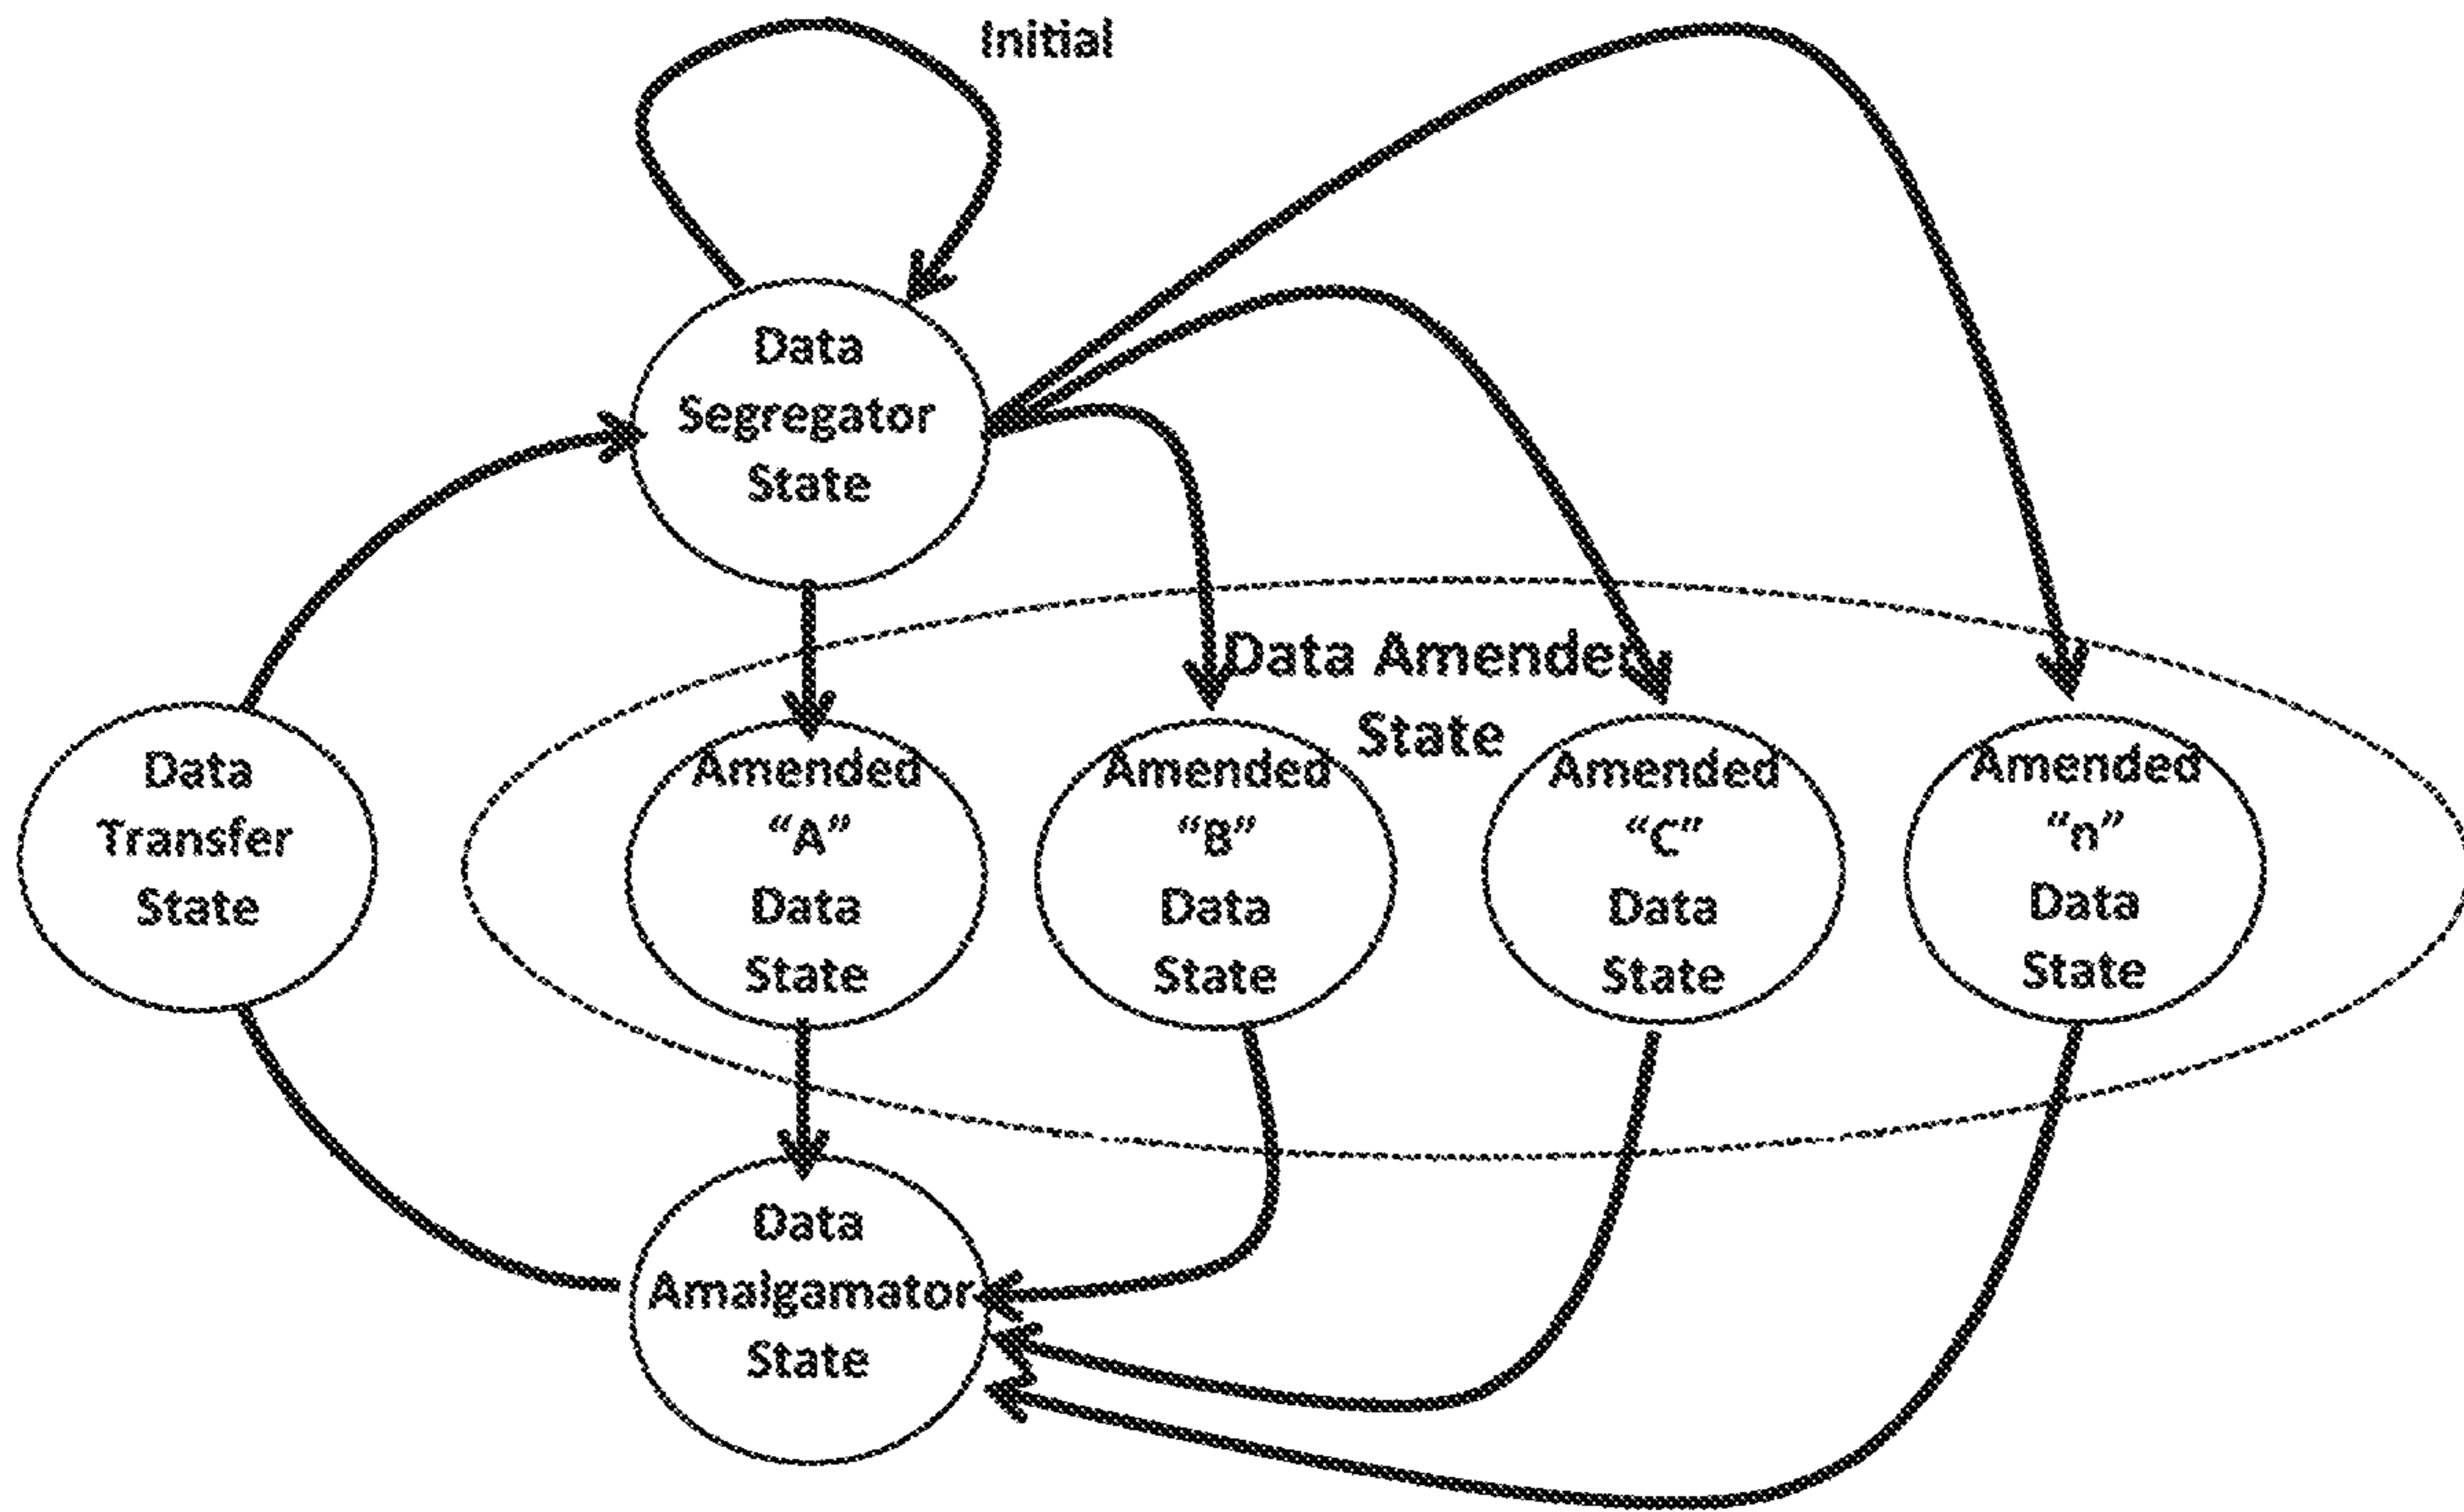 Initial
Data
Segregator
State
Data Amender
State
Data
Transfer
State
Amended
“A”
Data
State
Amended
“B”
Data
State
Amended
“C”
Data
State
Amended
“n”
Data
State
Data
Amalgamator
State